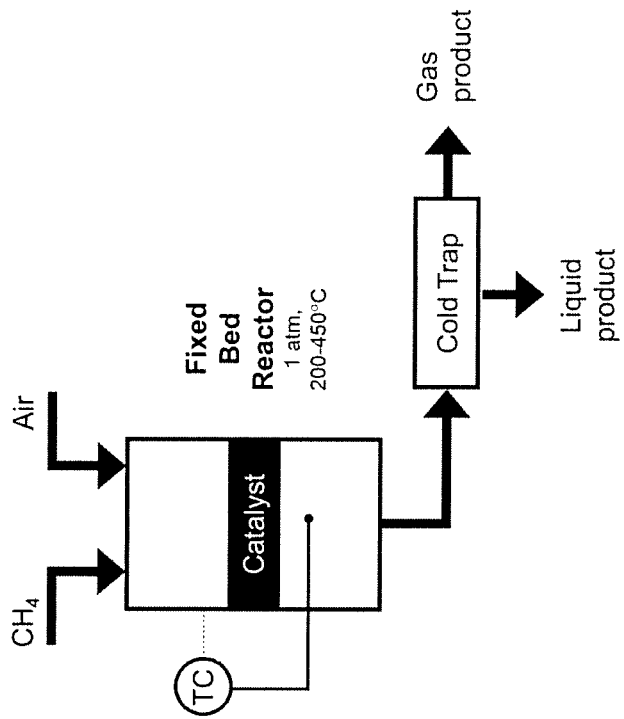 CH₄
Air
TC
Catalyst
Fixed
Bed
Reactor
1 atm,
200-450°C
Cold Trap
Gas
product
Liquid
product